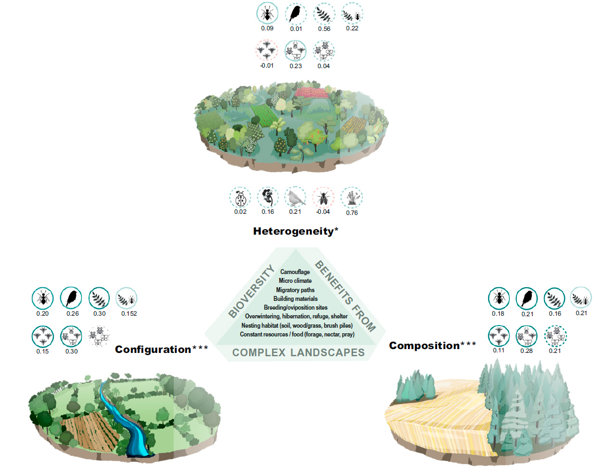 0.09 0.01 0.56 0.22
-0.01 0.23 0.04
0.02 0.16 0.21 -0.04 0.76
Heterogeneity*
BIOVERSITY
BENEFITS FROM
Camouflage
Micro climate
Migratory paths
Building materials
Breeding/oviposition sites
Overwintering, hibernation, refuge, shelter
Nesting habitat (soil, wood/grass, brush piles)
Constant resources / food (forage, nectar, pray)
COMPLEX LANDSCAPES
0.20 0.26 0.30 0.152
0.15 0.30
Configuration***
0.18 0.21 0.16 0.21
0.11 0.28 0.21
Composition***